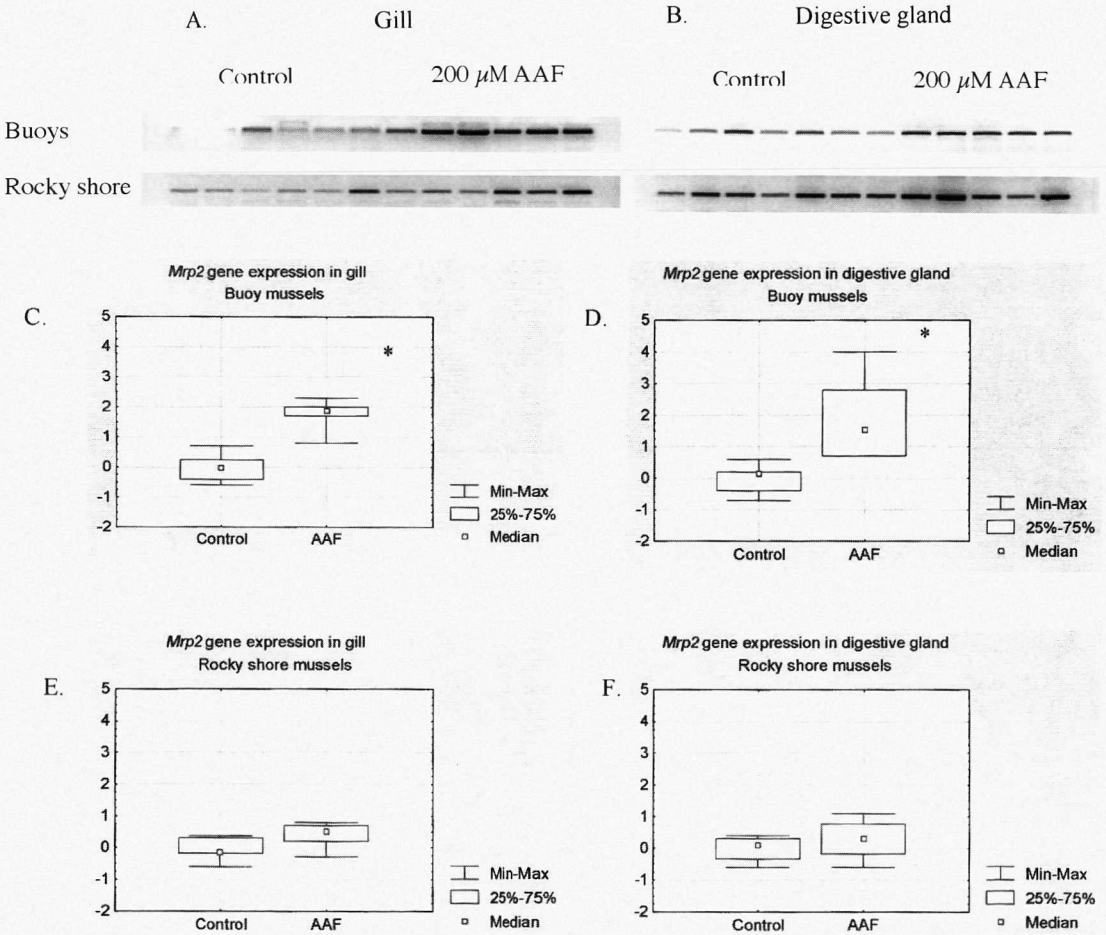 A. Gill
B. Digestive gland
Control 200 µM AAF
Control 200 µM AAF
Buoys
Rocky shore
Mrp2 gene expression in gill
Buoy mussels
C.
5
4
3
2
1
0
-1
-2
*
Control AAF
Min-Max
25%-75%
Median
Mrp2 gene expression in digestive gland
Buoy mussels
D.
5
4
3
2
1
0
-1
-2
*
Control AAF
Min-Max
25%-75%
Median
Mrp2 gene expression in gill
Rocky shore mussels
E.
5
4
3
2
1
0
-1
-2
Control AAF
Min-Max
25%-75%
Median
Mrp2 gene expression in digestive gland
Rocky shore mussels
F.
5
4
3
2
1
0
-1
-2
Control AAF
Min-Max
25%-75%
Median